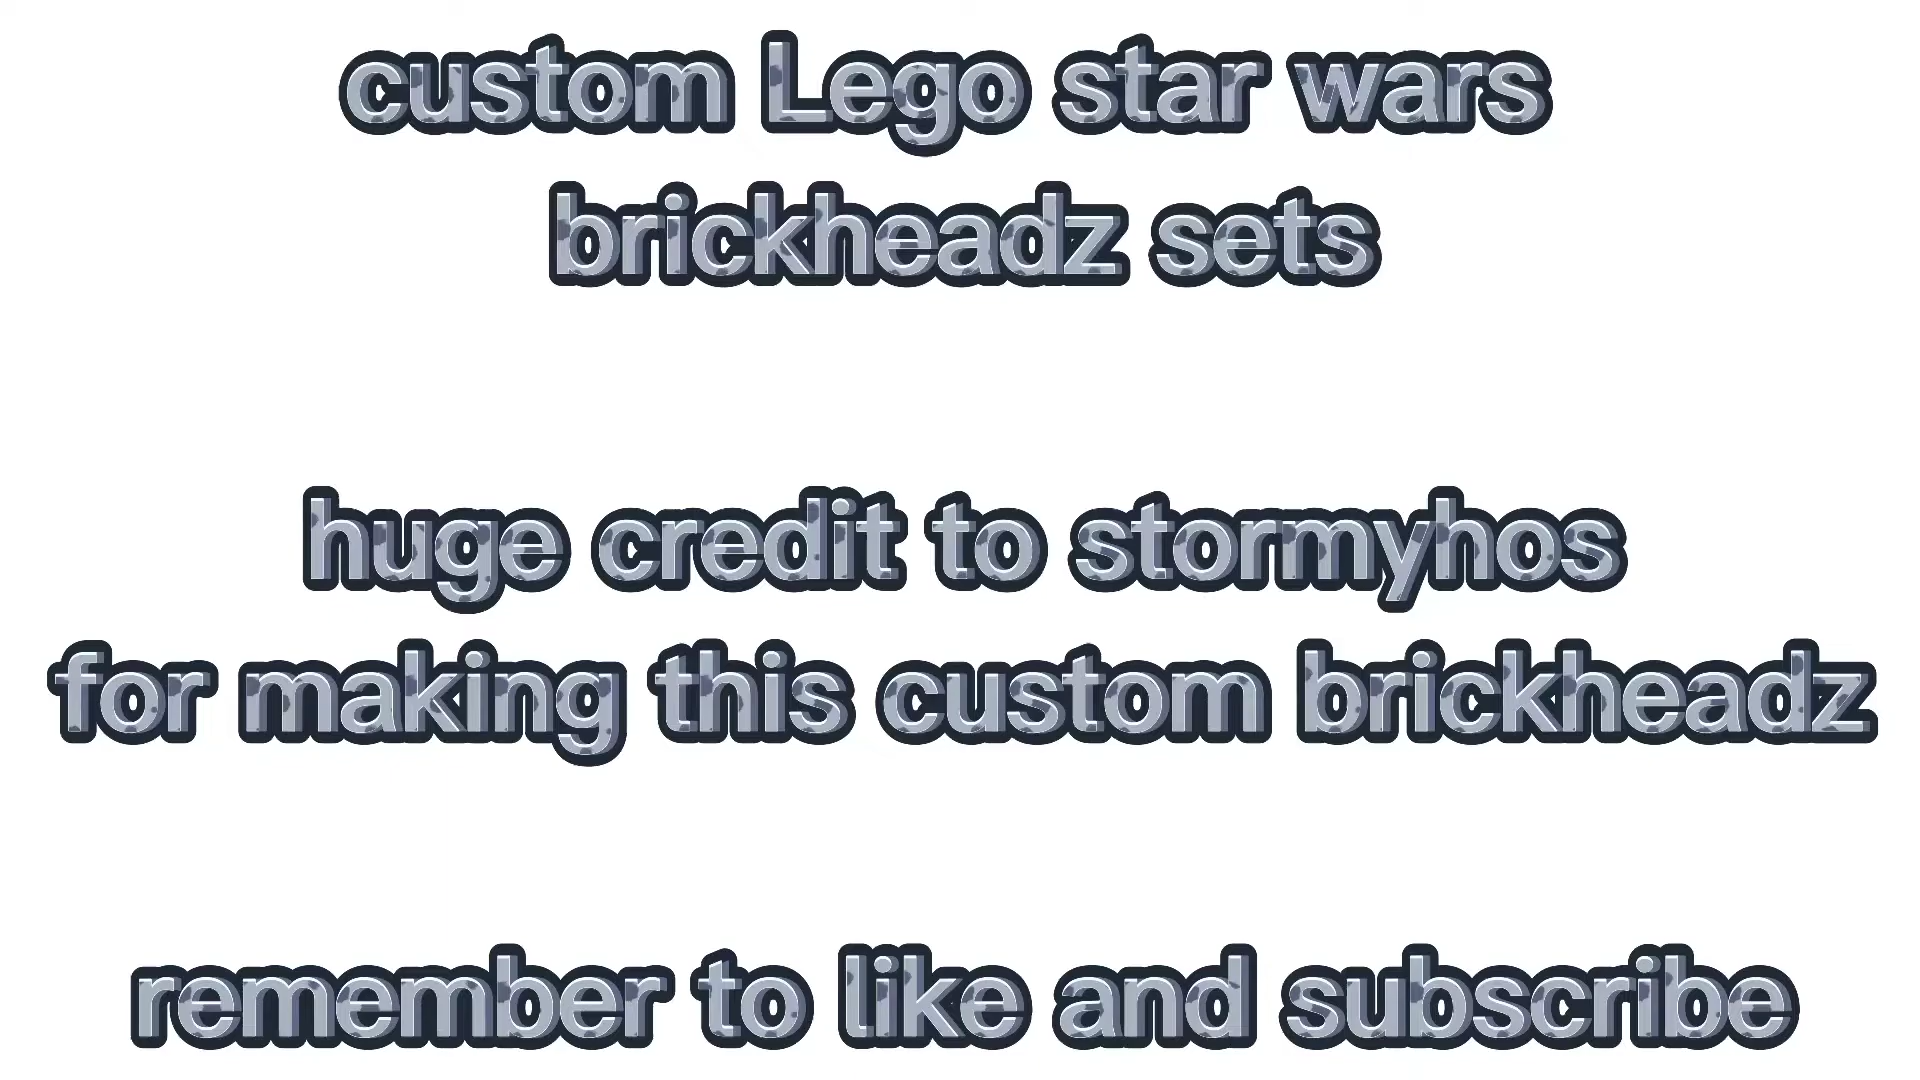 custom Lego star wars
brickheadz sets
huge credit to stormyhos
for making this custom brickheadz
remember to like and subscribe